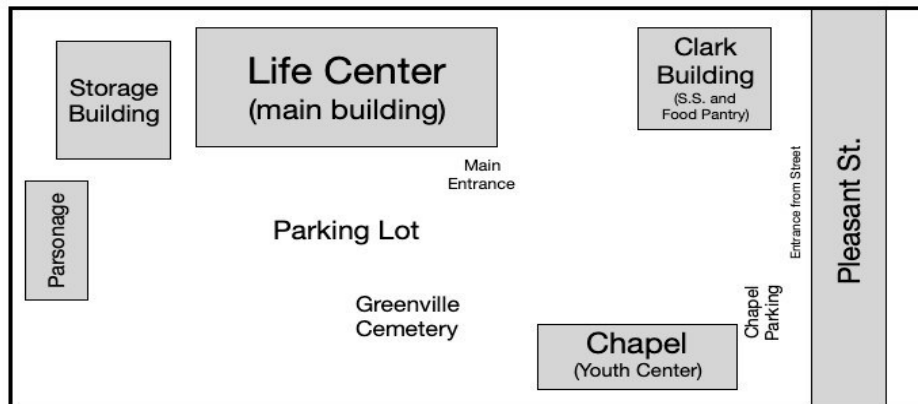 Storage
Building
Life Center
(main building)
Clark
Building
(S.S. and
Food Pantry)
Main
Entrance
Entrance from Street
Pleasant St.
Parsonage
Parking Lot
Greenville
Cemetery
Chapel
Parking
Chapel
(Youth Center)